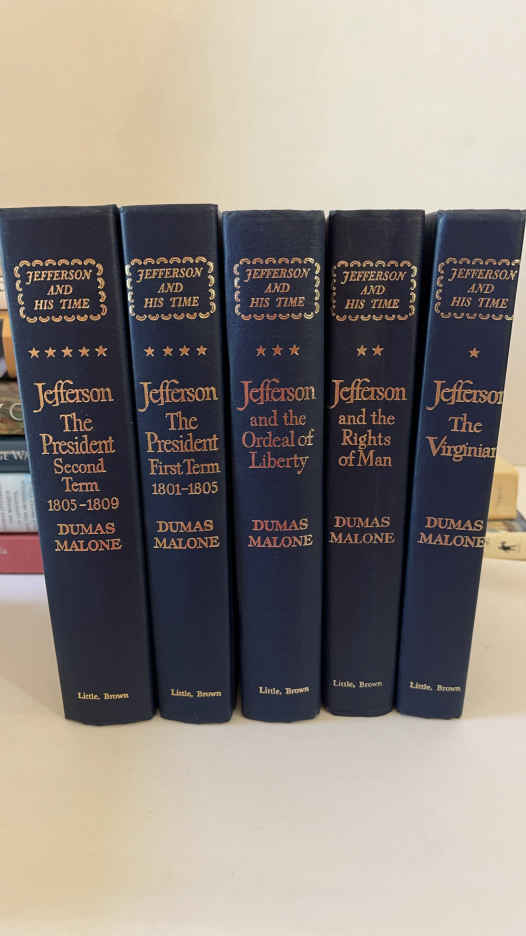 JEFFERSON
AND
HIS TIME
Jefferson
The
President
Second
Term
1805-1809
DUMAS
MALONE
Little, Brown
JEFFERSON
AND
HIS TIME
Jefferson
The
President
First Term
1801-1805
DUMAS
MALONE
Little, Brown
JEFFERSON
AND
HIS TIME
Jefferson
and the
Ordeal of
Liberty
DUMAS
MALONE
Little, Brown
JEFFERSON
AND
HIS TIME
Jefferson
and the
Rights
of Man
DUMAS
MALONE
Little, Brown
JEFFERSON
AND
HIS TIME
Jefferson
The
Virginian
DUMAS
MALONE
Little, Brown